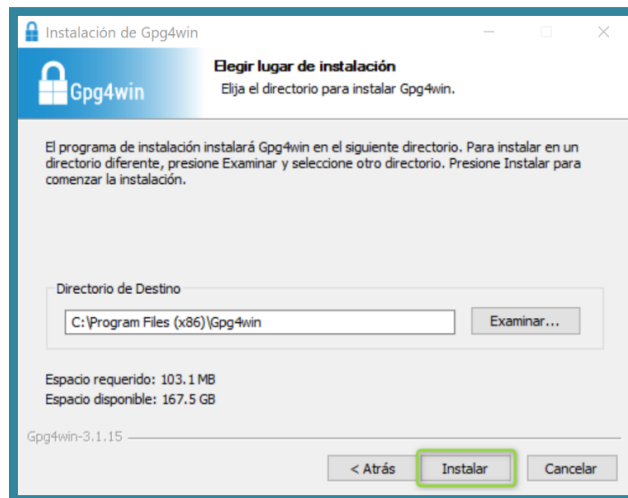 Instalación de Gpg4win
Gpg4win
Elegir lugar de instalación
Elija el directorio para instalar Gpg4win.
El programa de instalación instalará Gpg4win en el siguiente directorio. Para instalar en un
directorio diferente, presione Examinar y seleccione otro directorio. Presione Instalar para
comenzar la instalación.
Directorio de Destino
C:\Program Files (x86)\Gpg4win
Examinar...
Espacio requerido: 103.1 MB
Espacio disponible: 167.5 GB
Gpg4win-3.1.15
< Atrás
Instalar
Cancelar